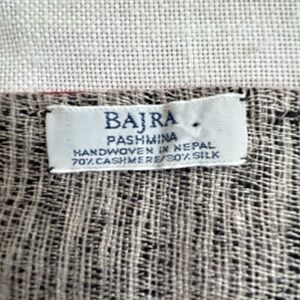 BAJRA
PASHMINA
HANDWOVEN IN NEPAL
70% CASHMERE/30% SILK